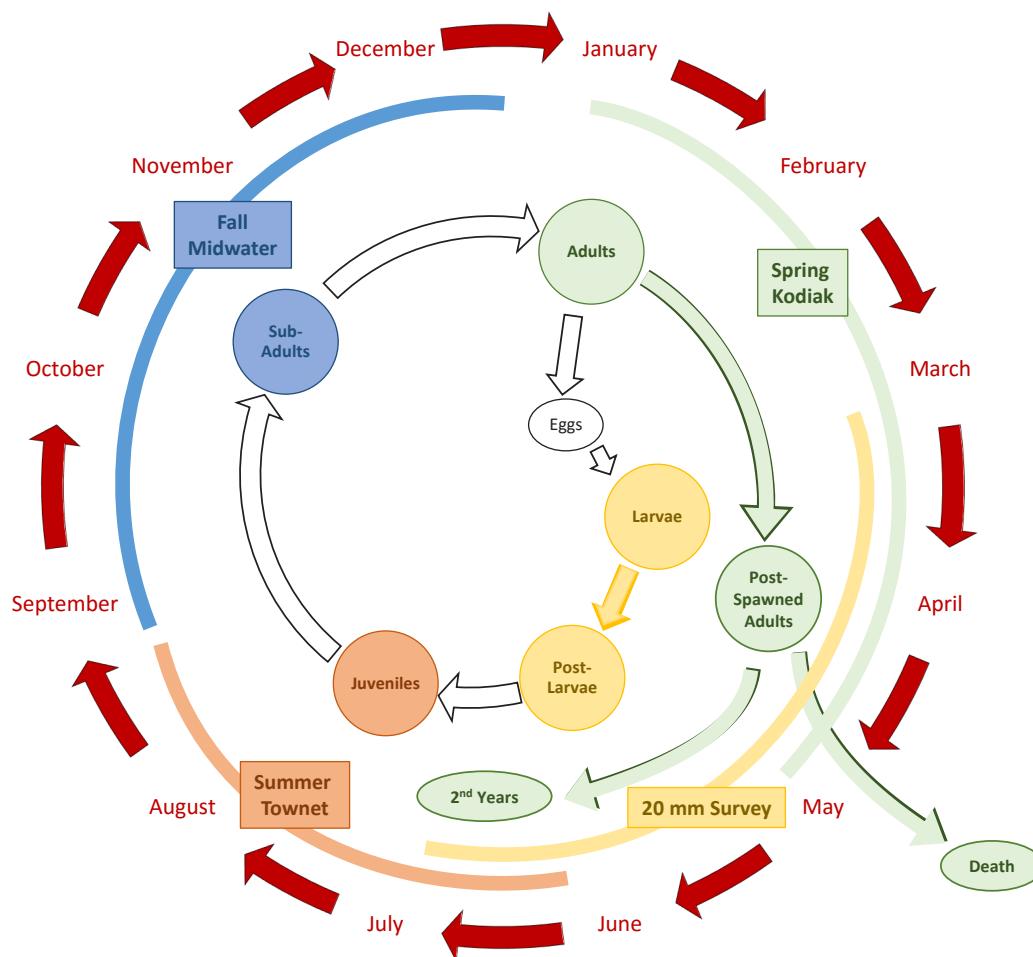 December
January
November
February
Fall
Midwater
Adults
Spring
Kodiak
Sub-
Adults
October
March
Eggs
Larvae
September
April
Post-
Spawned
Adults
Juveniles
Post-
Larvae
August
Summer
Townet
2nd Years
20 mm Survey
May
Death
July
June